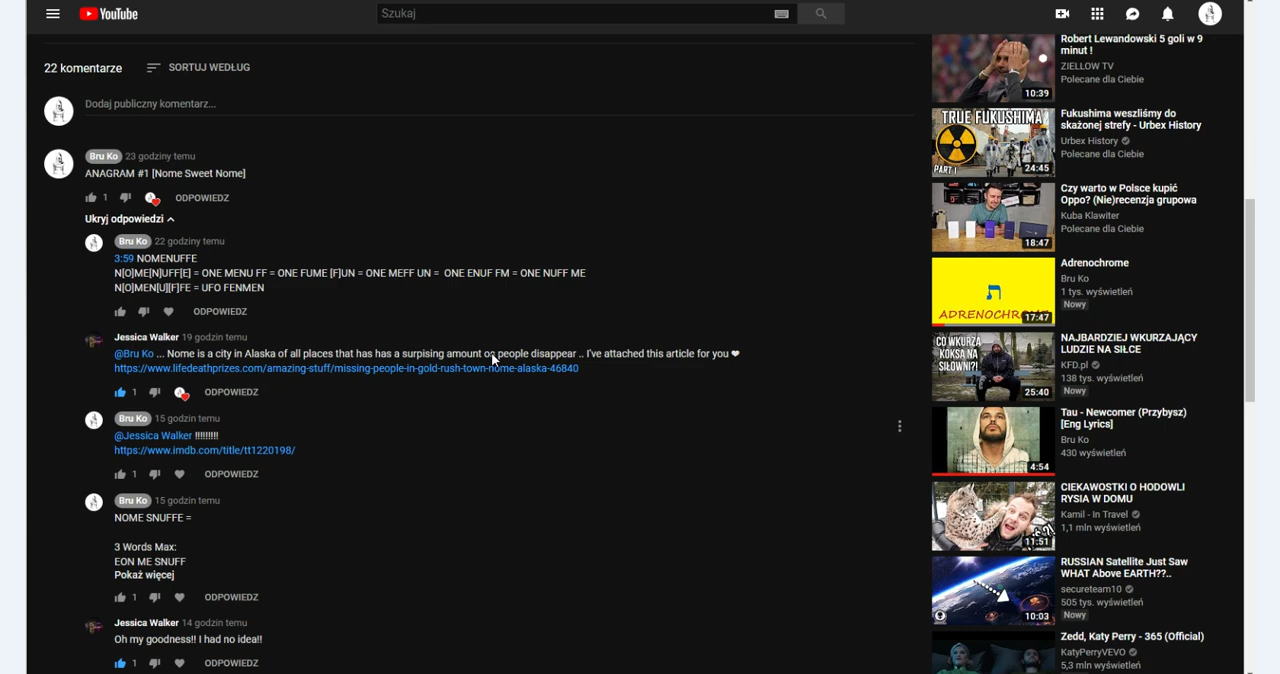 YouTube
Szukaj
22 komentarze
SORTUJ WEDŁUG
Dodaj publiczny komentarz...
Bru Ko 23 godziny temu
ANAGRAM #1 [Nome Sweet Nome]
1
ODPOWIEDZ
Ukryj odpowiedzi
Bru Ko 22 godziny temu
3:59 NOMENUFFE
N[O]ME[N]UFF[E] = ONE MENU FF = ONE FUME [F]UN = ONE MEFF UN = ONE ENUF FM = ONE NUFF ME
N[O]MEN[U][F]FE = UFO FENMEN
ODPOWIEDZ
Jessica Walker 19 godzin temu
@Bru Ko ... Nome is a city in Alaska of all places that has has a surpising amount oo people disappear .. I've attached this article for you ❤
https://www.lifedeathprizes.com/amazing-stuff/missing-people-in-gold-rush-town-nome-alaska-46840
1
ODPOWIEDZ
Bru Ko 15 godzin temu
@Jessica Walker !!!!!!!!!
https://www.imdb.com/title/tt1220198/
1
ODPOWIEDZ
Bru Ko 15 godzin temu
NOME SNUFFE =
3 Words Max:
EON ME SNUFF
Pokaż więcej
ODPOWIEDZ
Jessica Walker 14 godzin temu
Oh my goodness!! I had no idea!!
1
ODPOWIEDZ
10:39
Robert Lewandowski 5 goli w 9
minut !
ZIELLOW TV
Polecane dla Ciebie
TRUE FUKUSHIMA
PART 1
24:45
Fukushima weszliśmy do
skażonej strefy - Urbex History
Urbex History
Polecane dla Ciebie
18:47
Czy warto w Polsce kupić
Oppo? (Nie)recenzja grupowa
Kuba Klawiter
Polecane dla Ciebie
ת
ADRENOCHRO
17:47
Adrenochrome
Bru Ko
1 tys. wyświetleń
Nowy
CO WKURZA
KOKSA NA
SIŁOWNI?!
25:40
NAJBARDZIEJ WKURZAJĄCY
LUDZIE NA SIŁCE
KFD.pl
138 tys. wyświetleń
Nowy
4:54
Tau - Newcomer (Przybysz)
[Eng Lyrics]
Bru Ko
430 wyświetleń
11:51
CIEKAWOSTKI O HODOWLI
RYSIA W DOMU
Kamil - In Travel
1,1 mln wyświetleń
10:03
RUSSIAN Satellite Just Saw
WHAT Above EARTH??..
secureteam10
505 tys. wyświetleń
Nowy
Zedd, Katy Perry - 365 (Official)
KatyPerryVEVO
5,3 mln wyświetleń